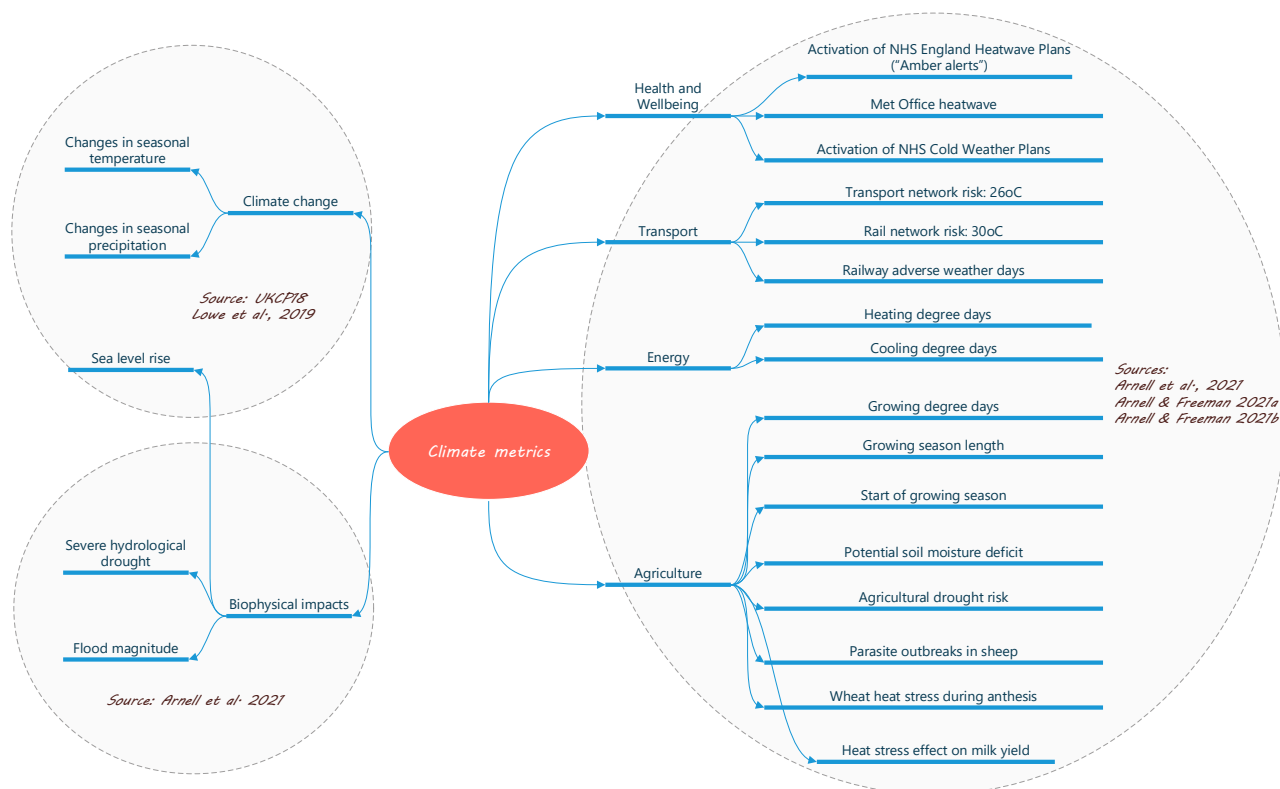 Changes in seasonal
temperature
Climate change
Changes in seasonal
precipitation
Source: UKCP18
Lowe et al., 2019
Sea level rise
Severe hydrological
drought
Biophysical impacts
Flood magnitude
Source: Arnell et al. 2021
Climate metrics
Health and
Wellbeing
Activation of NHS England Heatwave Plans
(“Amber alerts”)
Met Office heatwave
Activation of NHS Cold Weather Plans
Transport
Transport network risk: 26oC
Rail network risk: 30oC
Railway adverse weather days
Energy
Heating degree days
Cooling degree days
Agriculture
Growing degree days
Growing season length
Start of growing season
Potential soil moisture deficit
Agricultural drought risk
Parasite outbreaks in sheep
Wheat heat stress during anthesis
Heat stress effect on milk yield
Sources:
Arnell et al., 2021
Arnell & Freeman 2021a
Arnell & Freeman 2021b